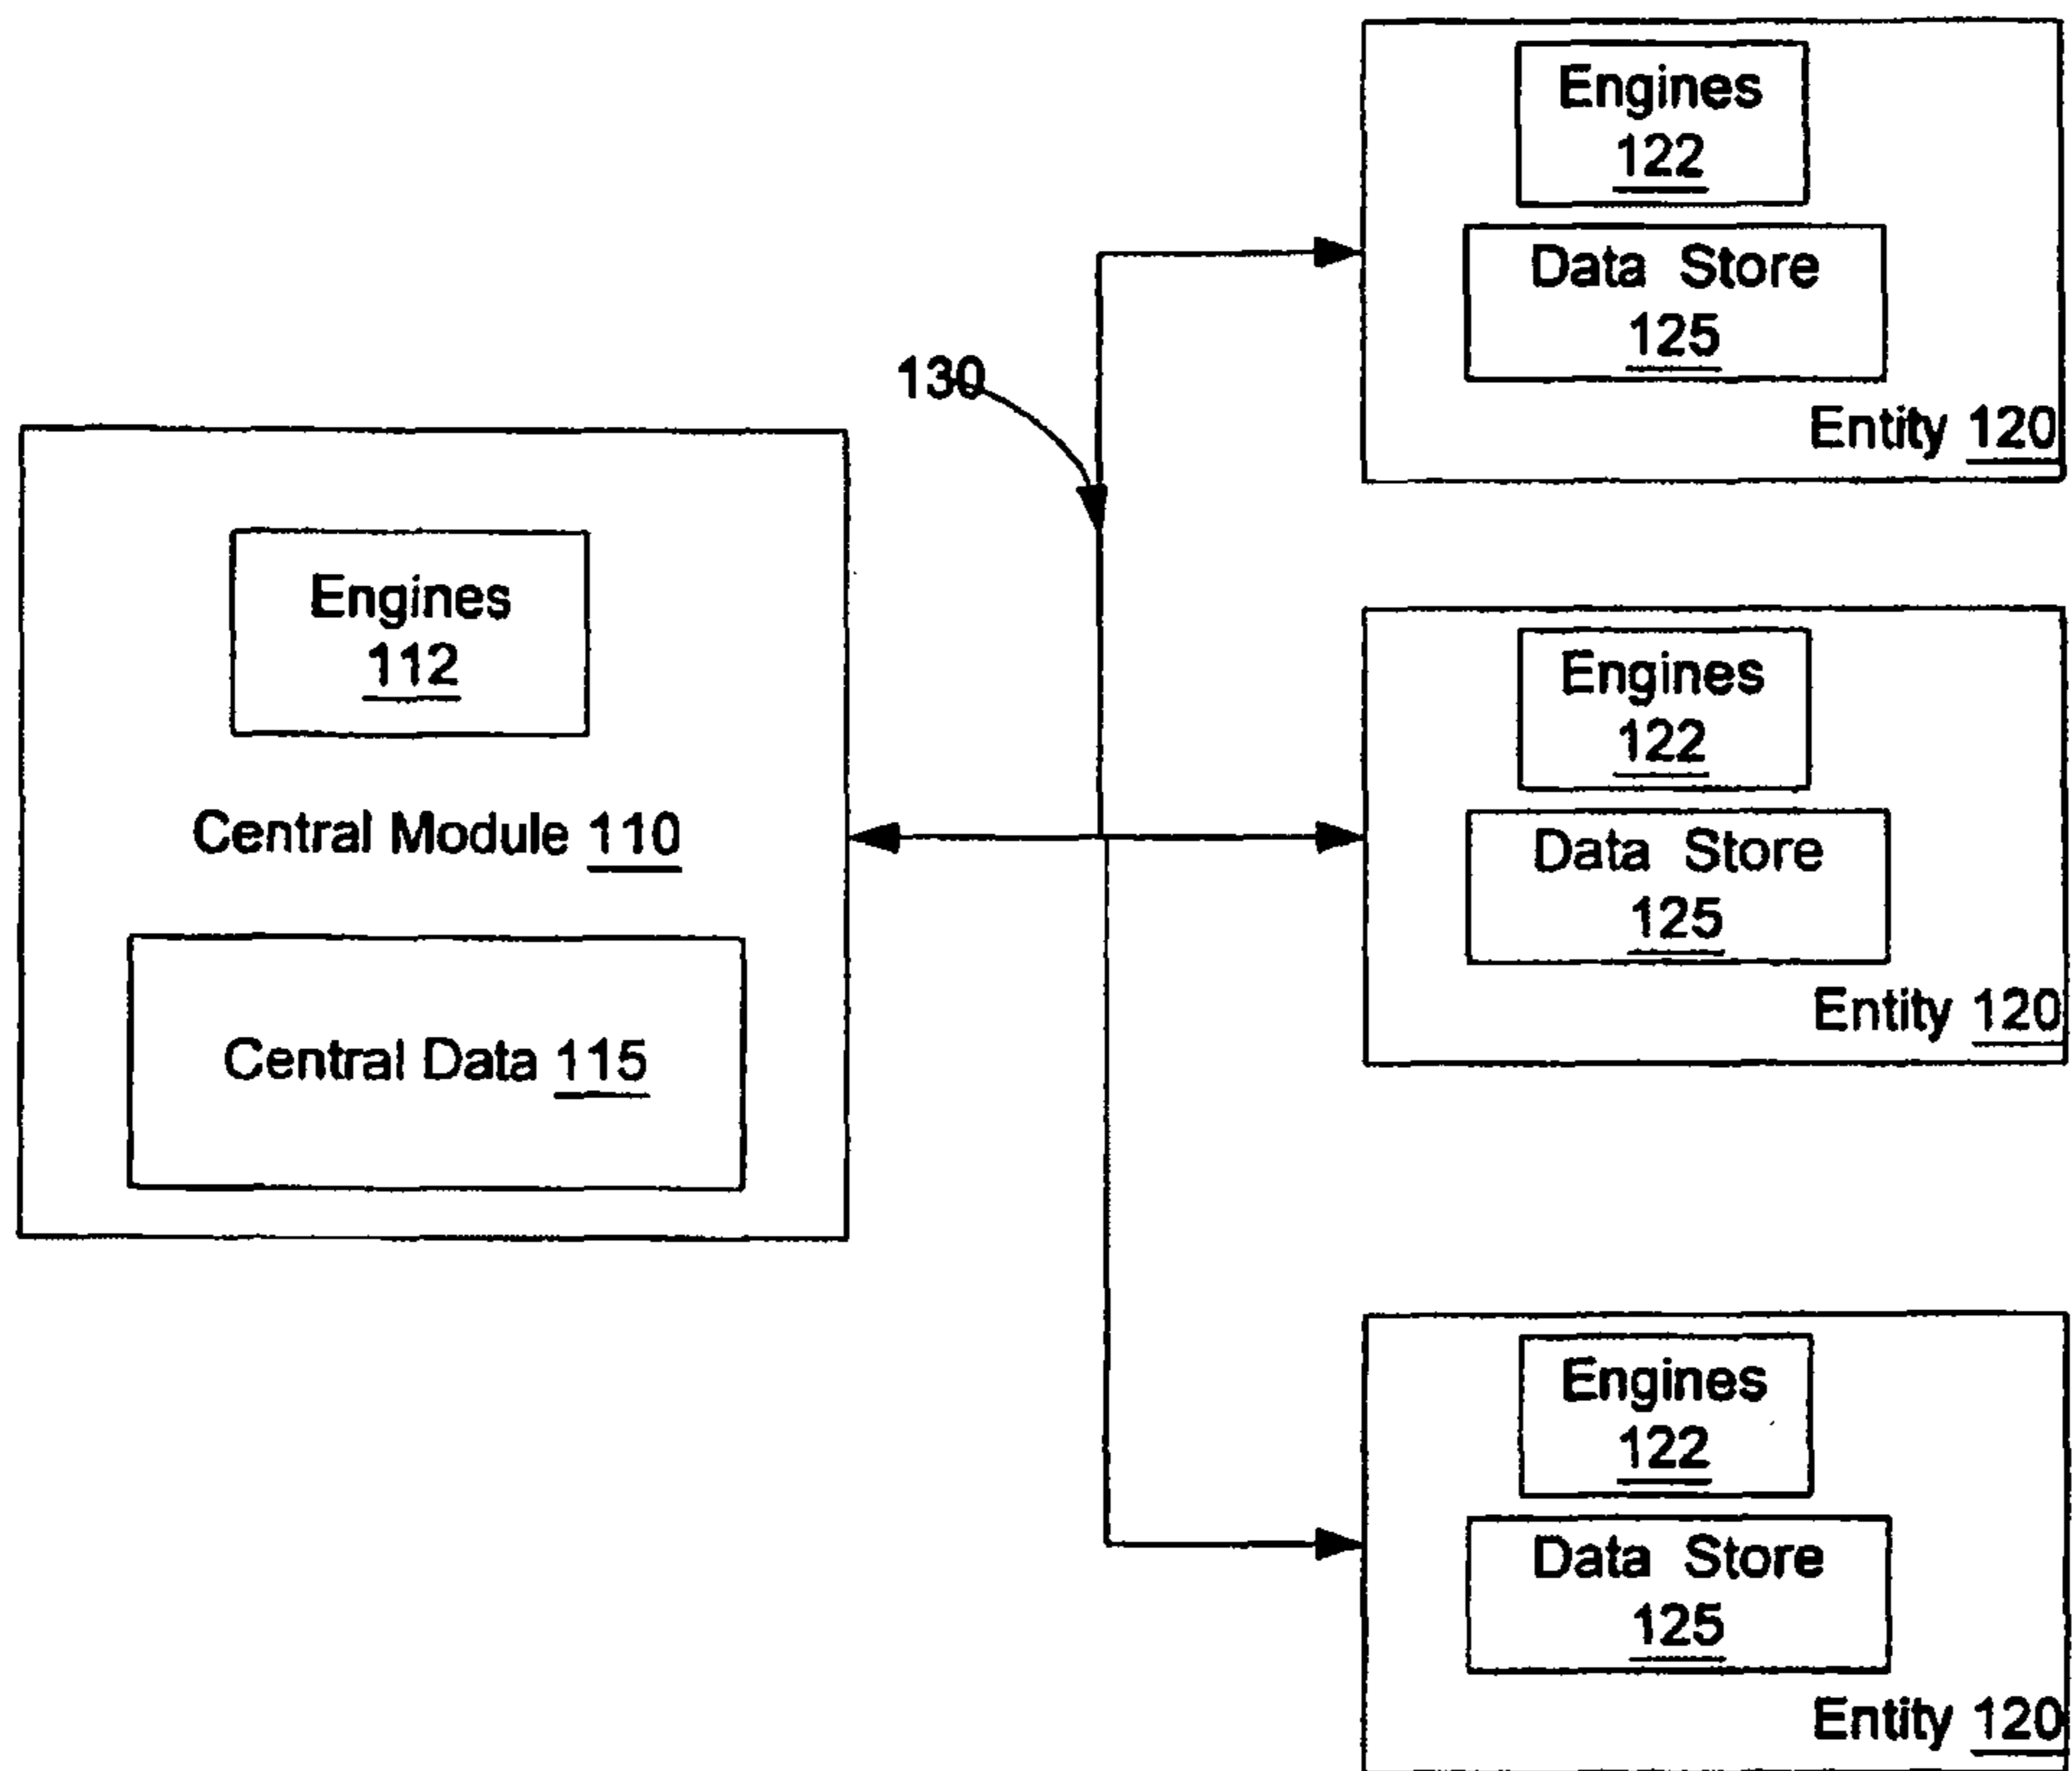 Engines
122
Data Store
125
Entity 120
130
Engines
112
Central Module 110
Central Data 115
Engines
122
Data Store
125
Entity 120
Engines
122
Data Store
125
Entity 120